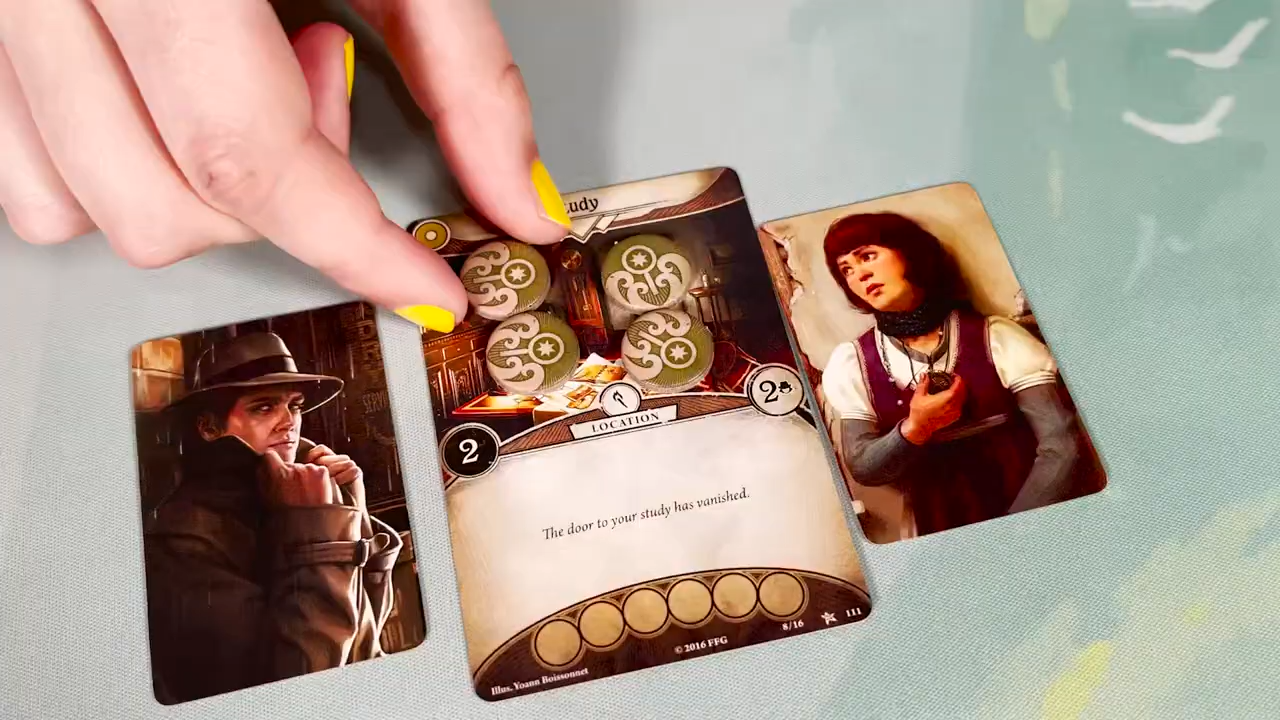 tudy
2
2
LOCATION
The door to your study has vanished.
Illus. Yoann Boissonnet
© 2016 FFG
8/16
111